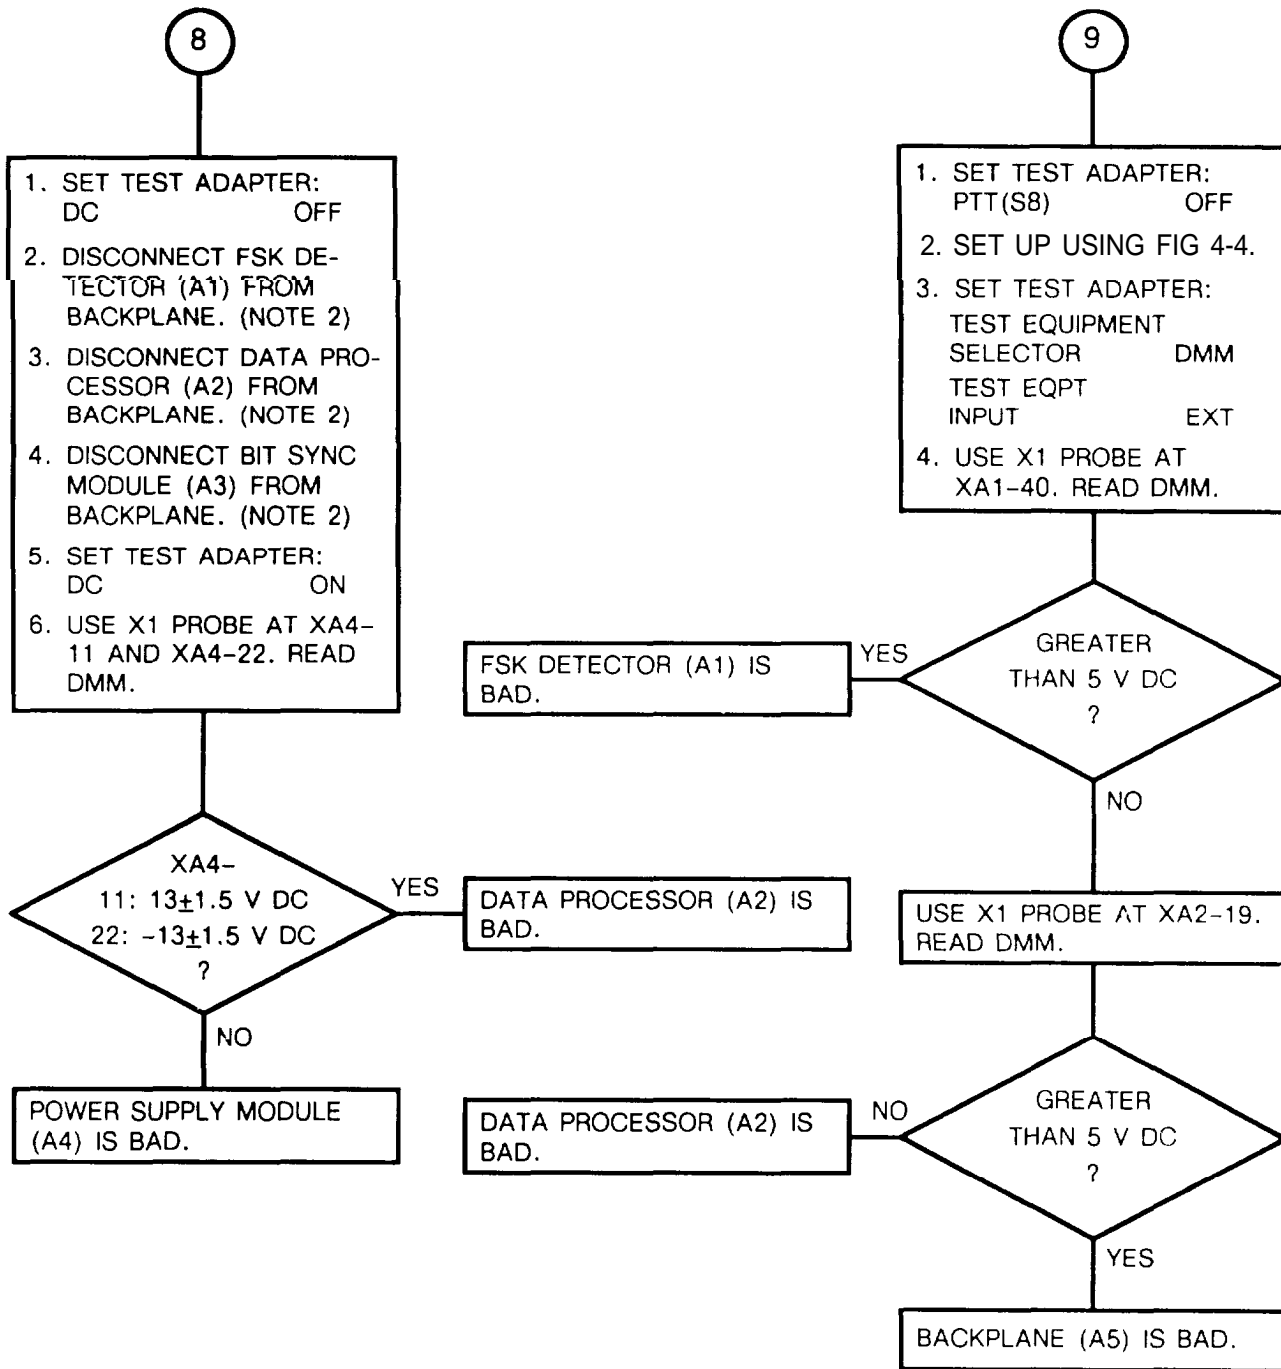 8
1. SET TEST ADAPTER:
DC OFF
2. DISCONNECT FSK DE-
TECTOR (A1) FROM
BACKPLANE. (NOTE 2)
3. DISCONNECT DATA PRO-
CESSOR (A2) FROM
BACKPLANE. (NOTE 2)
4. DISCONNECT BIT SYNC
MODULE (A3) FROM
BACKPLANE. (NOTE 2)
5. SET TEST ADAPTER:
DC ON
6. USE X1 PROBE AT XA4-
11 AND XA4-22. READ
DMM.
XA4-
11: 13±1.5 V DC
22: -13±1.5 V DC
?
YES
DATA PROCESSOR (A2) IS
BAD.
NO
POWER SUPPLY MODULE
(A4) IS BAD.
9
1. SET TEST ADAPTER:
PTT(S8) OFF
2. SET UP USING FIG 4-4.
3. SET TEST ADAPTER:
TEST EQUIPMENT
SELECTOR DMM
TEST EQPT
INPUT EXT
4. USE X1 PROBE AT
XA1-40. READ DMM.
GREATER
THAN 5 V DC
?
YES
FSK DETECTOR (A1) IS
BAD.
NO
USE X1 PROBE AT XA2-19.
READ DMM.
GREATER
THAN 5 V DC
?
NO
DATA PROCESSOR (A2) IS
BAD.
YES
BACKPLANE (A5) IS BAD.